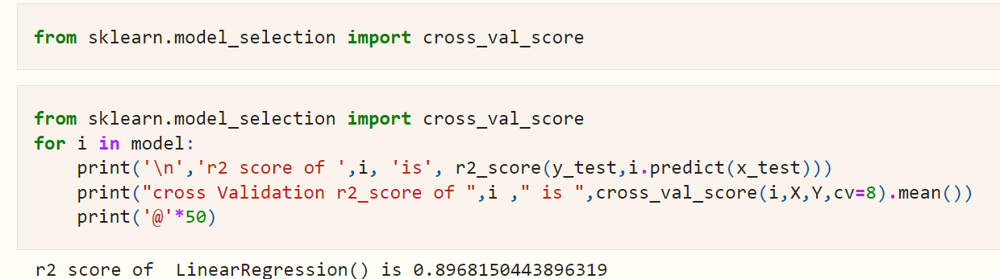 from sklearn.model_selection import cross_val_score
from sklearn.model_selection import cross_val_score
for i in model:
    print('\n','r2 score of ',i, 'is', r2_score(y_test,i.predict(x_test)))
    print("cross Validation r2_score of ",i ," is ",cross_val_score(i,X,Y,cv=8).mean())
    print('@'*50)
r2 score of  LinearRegression() is 0.8968150443896319